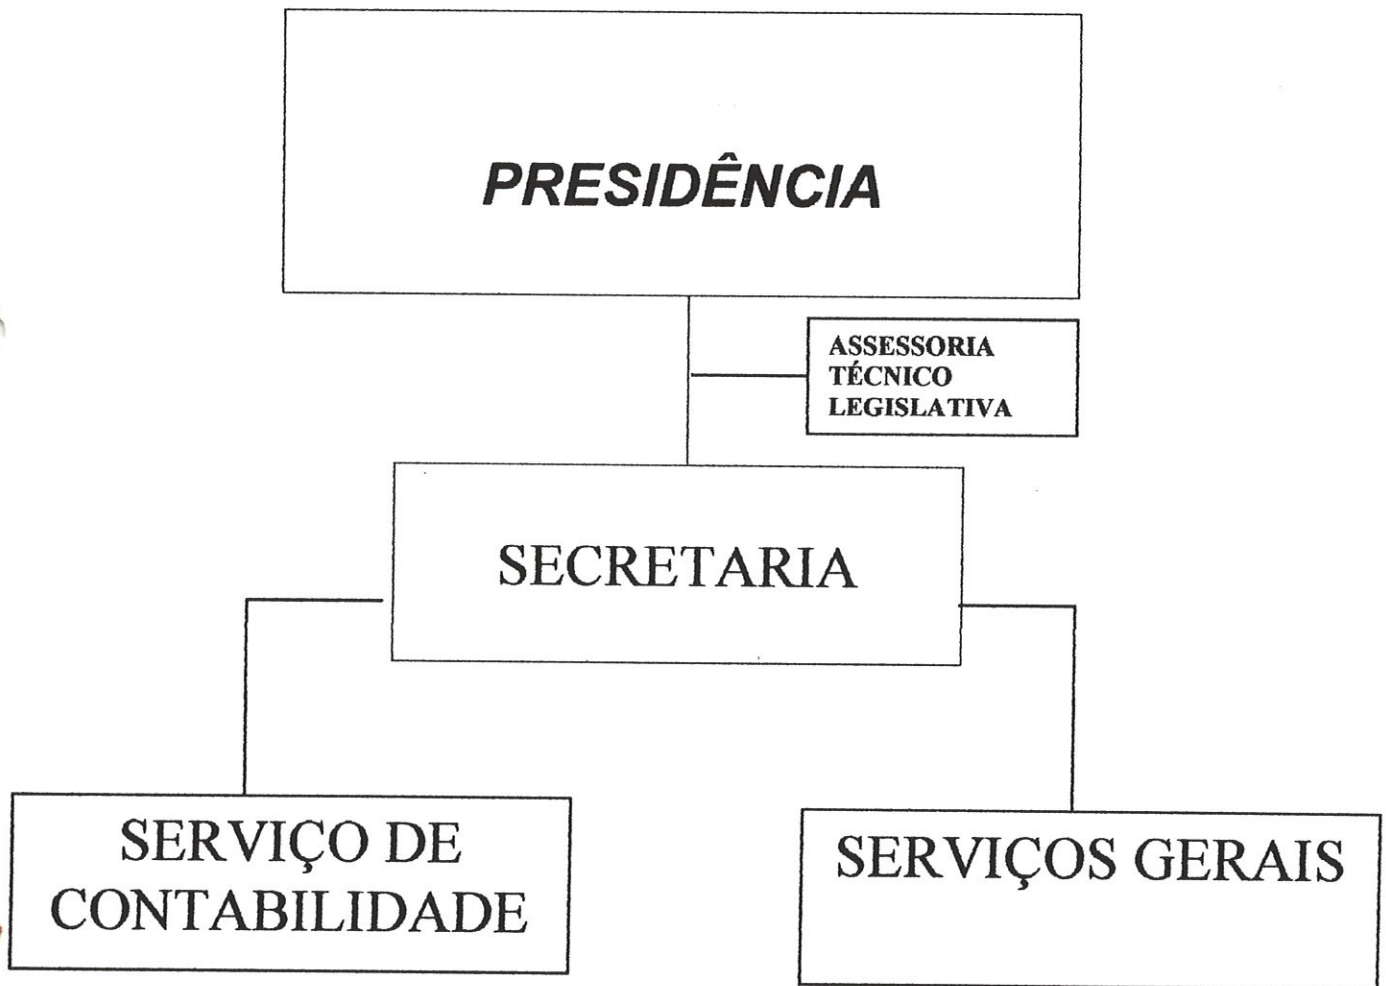 PRESIDÊNCIA
ASSESSORIA
TÉCNICO
LEGISLATIVA
SECRETARIA
SERVIÇO DE
CONTABILIDADE
SERVIÇOS GERAIS